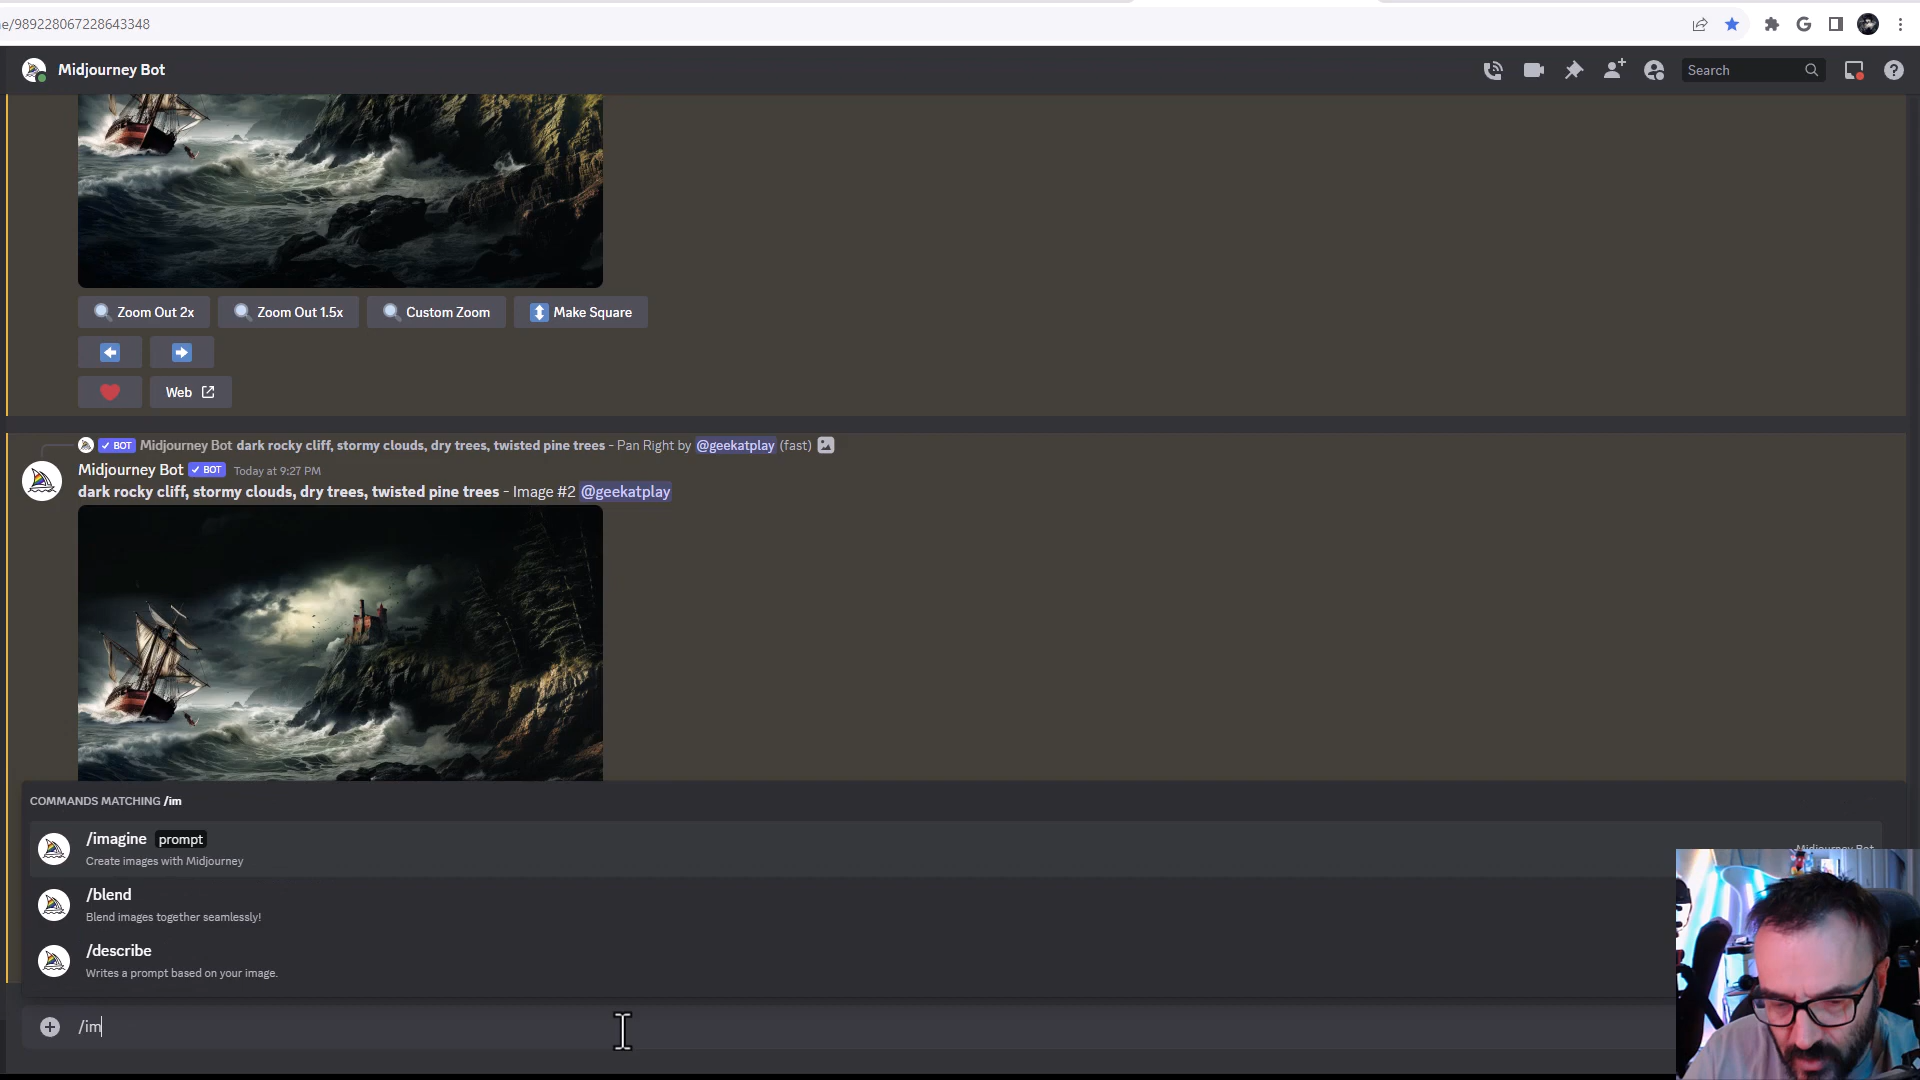 e/989228067228643348
Midjourney Bot
Search
Zoom Out 2x Zoom Out 1.5x Custom Zoom Make Square
Web
BOT Midjourney Bot dark rocky cliff, stormy clouds, dry trees, twisted pine trees - Pan Right by @geekatplay (fast)
Midjourney Bot BOT Today at 9:27 PM
dark rocky cliff, stormy clouds, dry trees, twisted pine trees - Image #2 @geekatplay
COMMANDS MATCHING /im
/imagine prompt
Midjourney Bot
Create images with Midjourney
/blend
Blend images together seamlessly!
/describe
Writes a prompt based on your image.
/im